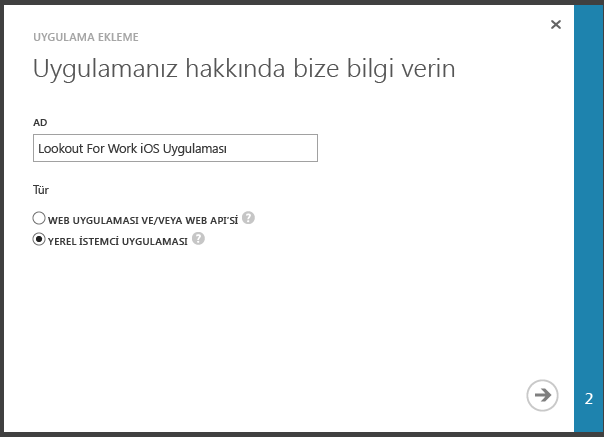 UYGULAMA EKLEME
Uygulamanız hakkında bize bilgi verin
AD
Lookout For Work iOS Uygulaması
Tür
WEB UYGULAMASI VE/VEYA WEB API'Sİ ?
YEREL İSTEMCİ UYGULAMASI ?
2